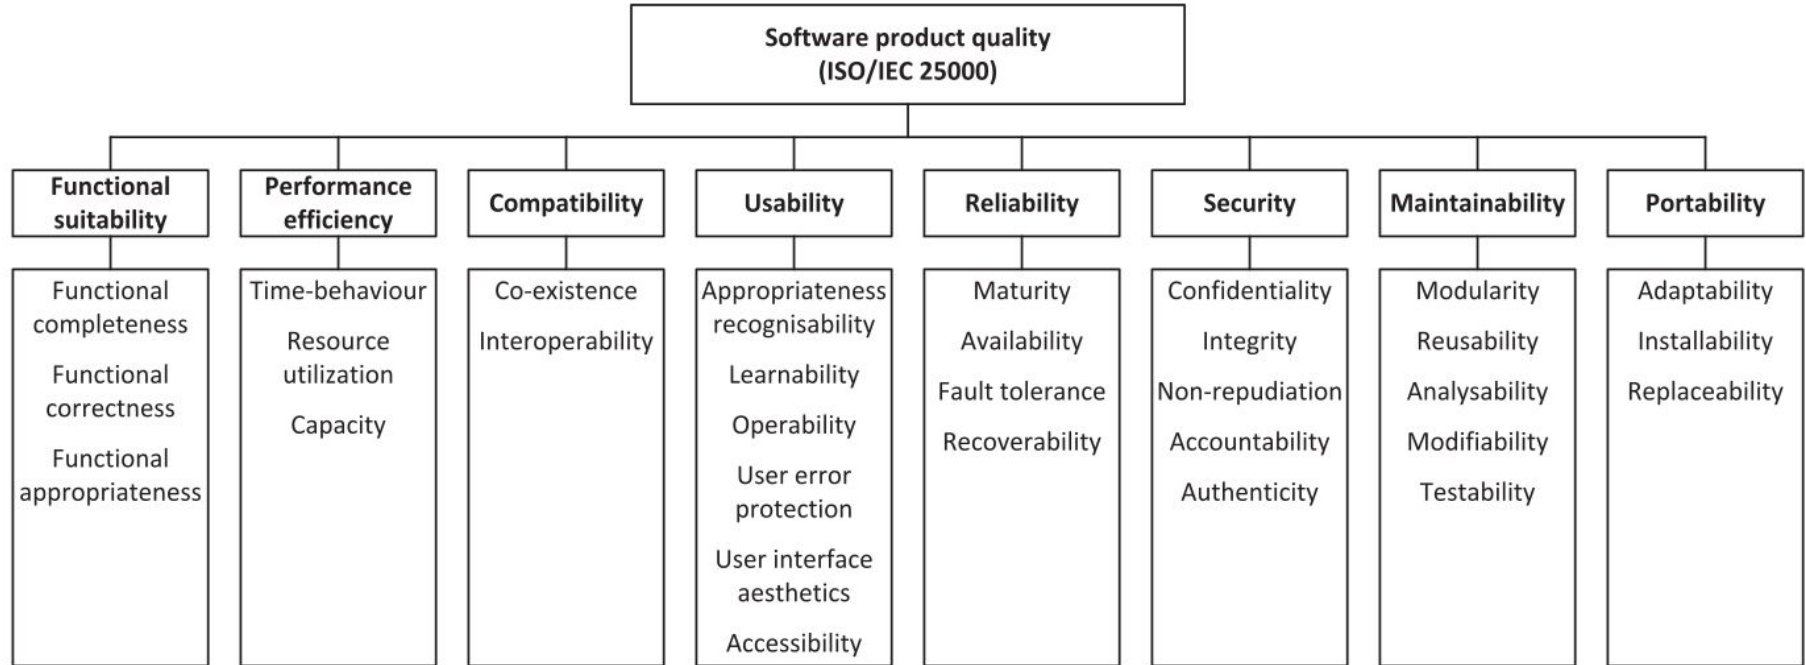 Software product quality
(ISO/IEC 25000)
Functional
suitability
Performance
efficiency
Compatibility
Usability
Reliability
Security
Maintainability
Portability
Functional
completeness
Functional
correctness
Functional
appropriateness
Time-behaviour
Resource
utilization
Capacity
Co-existence
Interoperability
Appropriateness
recognisability
Learnability
Operability
User error
protection
User interface
aesthetics
Accessibility
Maturity
Availability
Fault tolerance
Recoverability
Confidentiality
Integrity
Non-repudiation
Accountability
Authenticity
Modularity
Reusability
Analysability
Modifiability
Testability
Adaptability
Installability
Replaceability